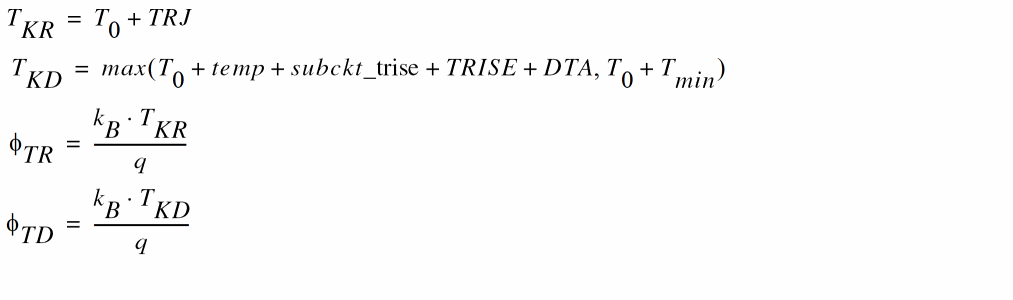 T_KR = T_0 + TRJ
T_KD = max(T_0 + temp + subckt_trise + TRISE + DTA, T_0 + T_min)
ϕ_TR = k_B · T_KR / q
ϕ_TD = k_B · T_KD / q